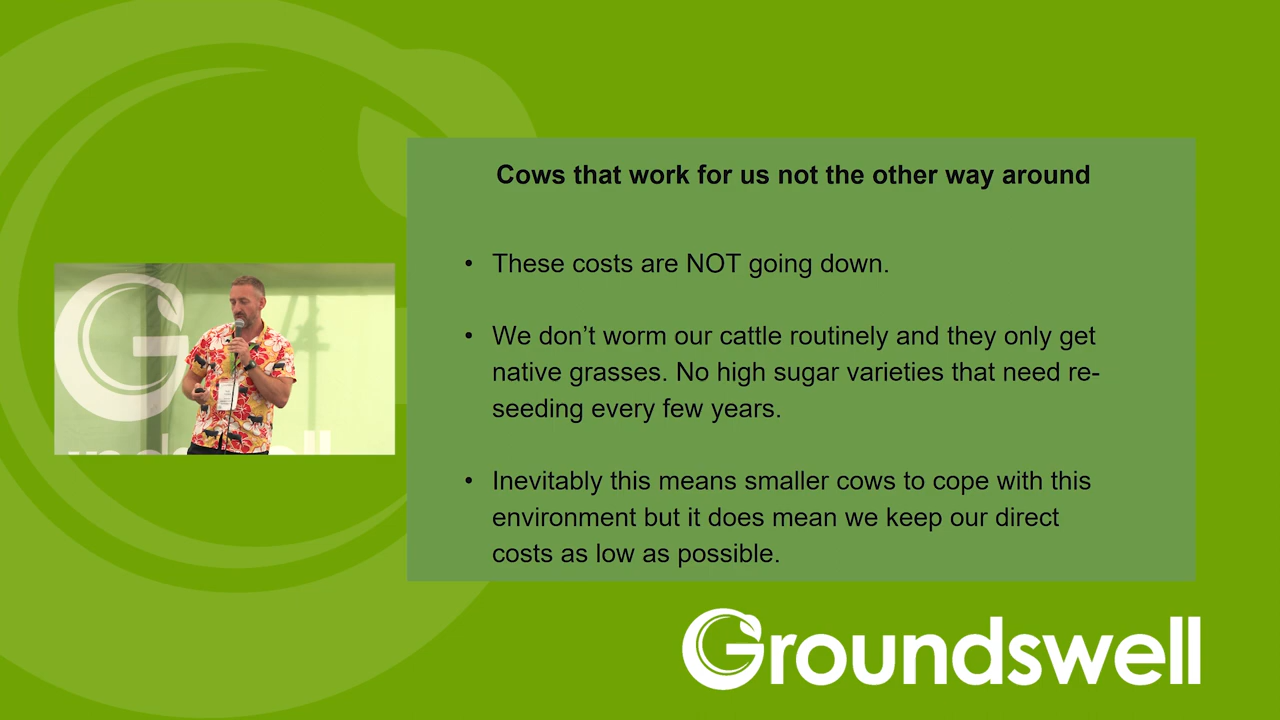 Cows that work for us not the other way around
• These costs are NOT going down.
• We don’t worm our cattle routinely and they only get
native grasses. No high sugar varieties that need re-
seeding every few years.
• Inevitably this means smaller cows to cope with this
environment but it does mean we keep our direct
costs as low as possible.
Groundswell